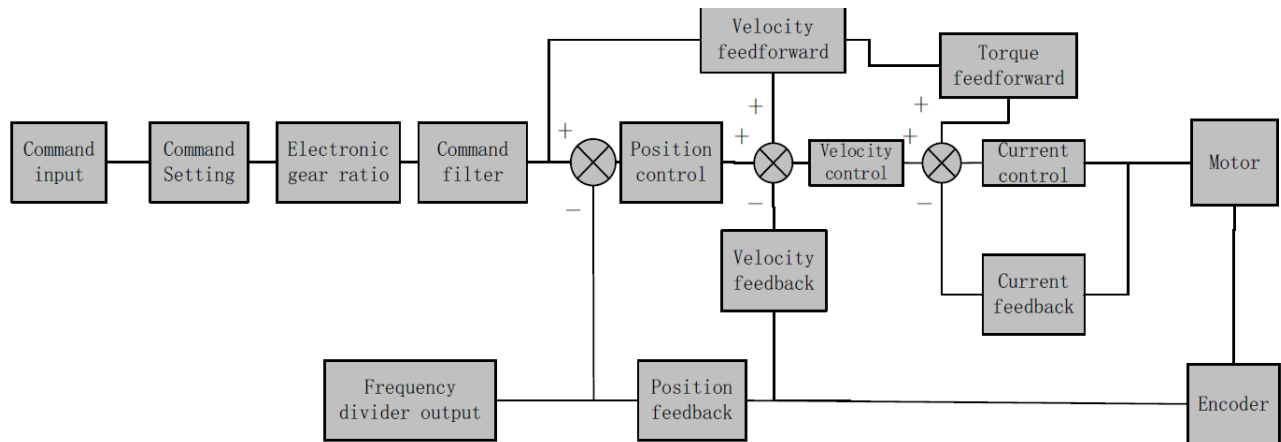 Velocity
feedforward
Torque
feedforward
+
+
+
+
+
Command
input
Command
Setting
Electronic
gear ratio
Command
filter
Position
control
Velocity
control
Current
control
Motor
−
−
−
Velocity
feedback
Current
feedback
Frequency
divider output
Position
feedback
Encoder